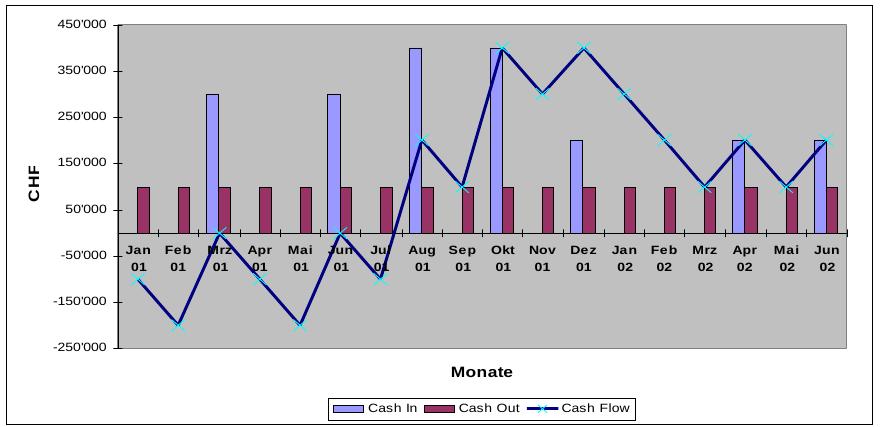 450'000
350'000
250'000
150'000
50'000
-50'000
-150'000
-250'000
CHF
Jan Feb Mrz Apr Mai Jun Jul Aug Sep Okt Nov Dez Jan Feb Mrz Apr Mai Jun
01 01 01 01 01 01 01 01 01 01 01 01 02 02 02 02 02 02
Monate
Cash In Cash Out Cash Flow